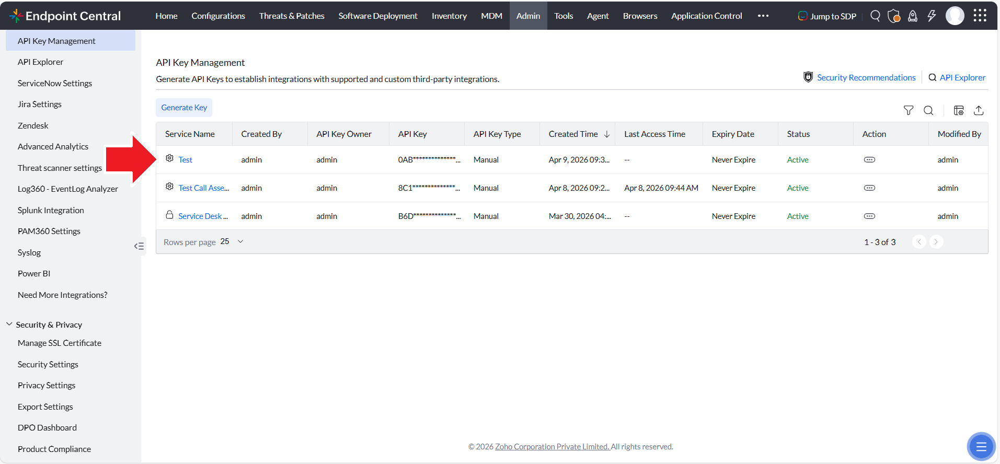 Endpoint Central
Home Configurations Threats & Patches Software Deployment Inventory MDM Admin Tools Agent Browsers Application Control ••• Jump to SDP
API Key Management
API Explorer
ServiceNow Settings
Jira Settings
Zendesk
Advanced Analytics
Threat scanner settings
Log360 - EventLog Analyzer
Splunk Integration
PAM360 Settings
Syslog
Power BI
Need More Integrations?
Security & Privacy
Manage SSL Certificate
Security Settings
Privacy Settings
Export Settings
DPO Dashboard
Product Compliance
API Key Management
Generate API Keys to establish integrations with supported and custom third-party integrations.
Security Recommendations API Explorer
Generate Key
Service Name Created By API Key Owner API Key API Key Type Created Time Last Access Time Expiry Date Status Action Modified By
Test admin admin 0AB**************... Manual Apr 9, 2026 09:3... -- Never Expire Active admin
Test Call Asse... admin admin 8C1**************... Manual Apr 8, 2026 09:2... Apr 8, 2026 09:44 AM Never Expire Active admin
Service Desk ... admin admin B6D**************... Manual Mar 30, 2026 04:... -- Never Expire Active admin
Rows per page 25 1 - 3 of 3
© 2026 Zoho Corporation Private Limited. All rights reserved.